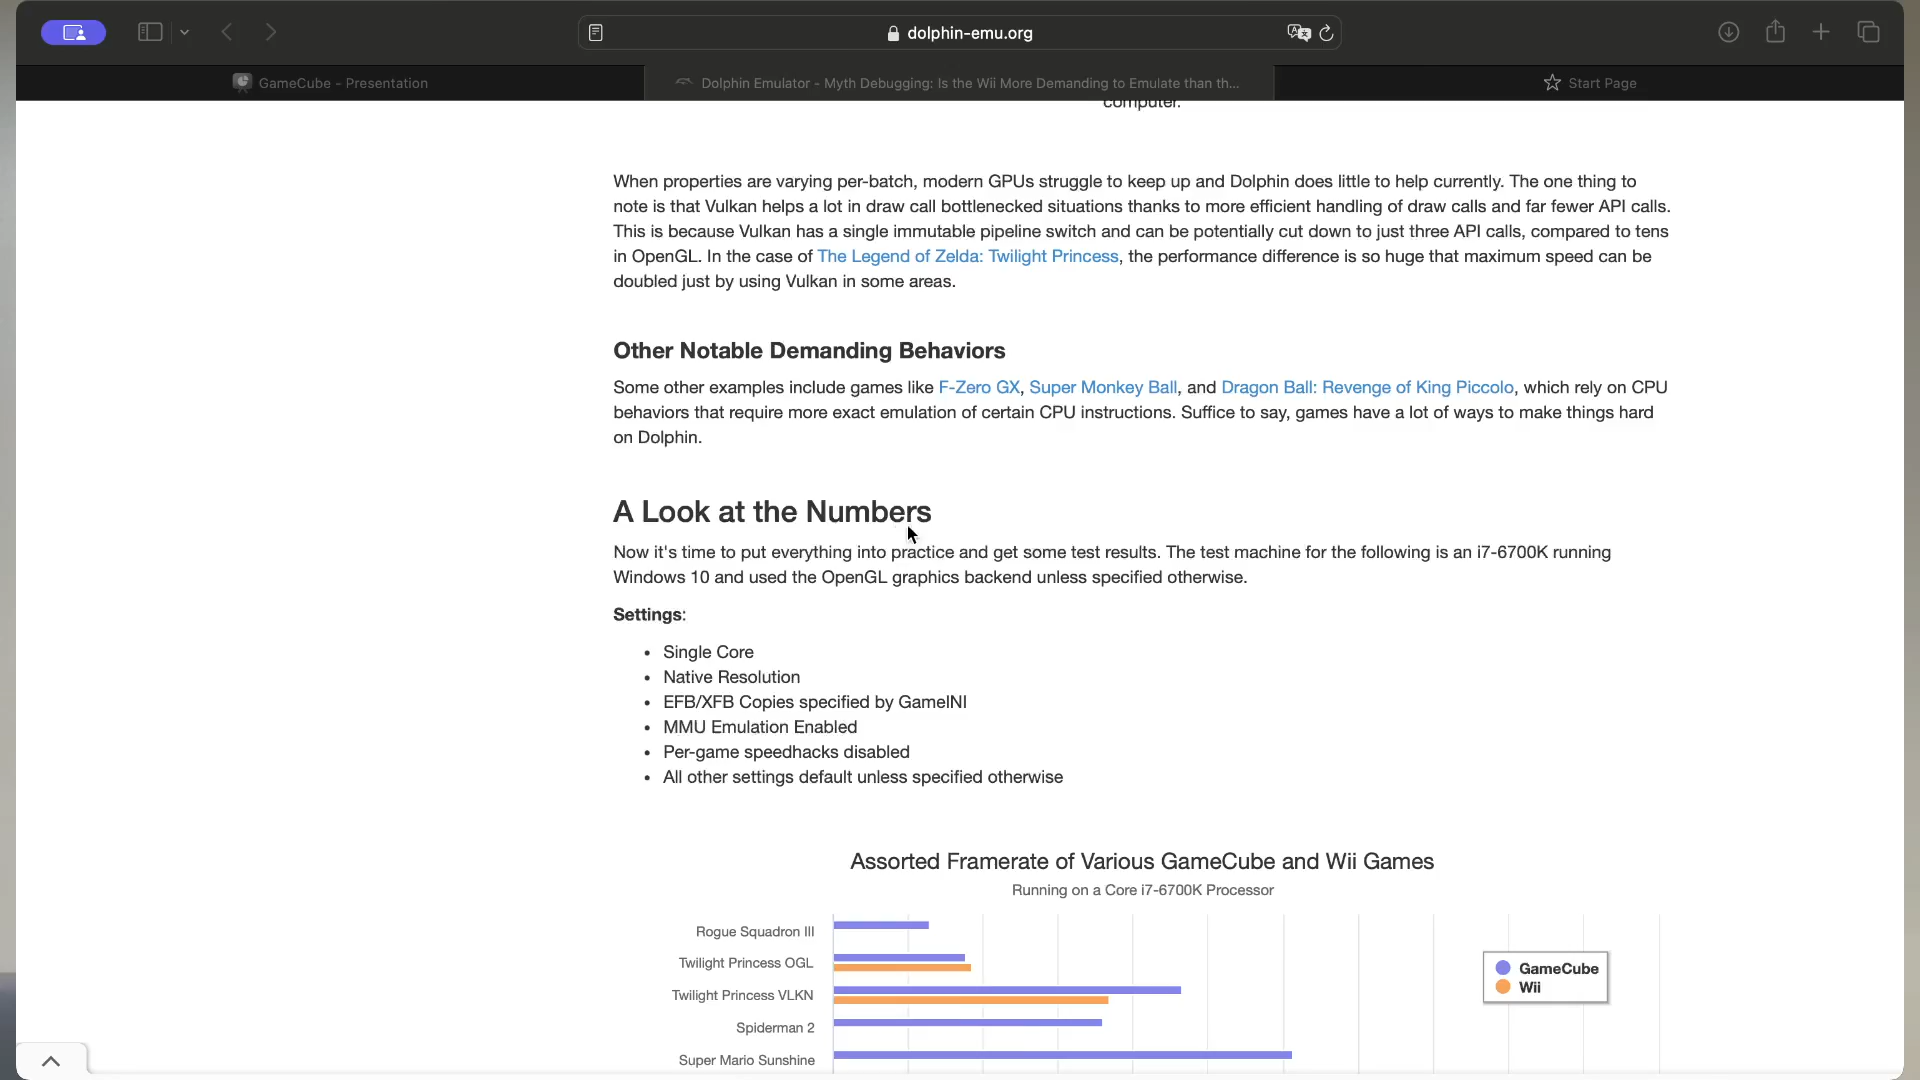 dolphin-emu.org
GameCube - Presentation
Dolphin Emulator - Myth Debugging: Is the Wii More Demanding to Emulate than th...
Start Page
computer.
When properties are varying per-batch, modern GPUs struggle to keep up and Dolphin does little to help currently. The one thing to
note is that Vulkan helps a lot in draw call bottlenecked situations thanks to more efficient handling of draw calls and far fewer API calls.
This is because Vulkan has a single immutable pipeline switch and can be potentially cut down to just three API calls, compared to tens
in OpenGL. In the case of The Legend of Zelda: Twilight Princess, the performance difference is so huge that maximum speed can be
doubled just by using Vulkan in some areas.
Other Notable Demanding Behaviors
Some other examples include games like F-Zero GX, Super Monkey Ball, and Dragon Ball: Revenge of King Piccolo, which rely on CPU
behaviors that require more exact emulation of certain CPU instructions. Suffice to say, games have a lot of ways to make things hard
on Dolphin.
A Look at the Numbers
Now it's time to put everything into practice and get some test results. The test machine for the following is an i7-6700K running
Windows 10 and used the OpenGL graphics backend unless specified otherwise.
Settings:
• Single Core
• Native Resolution
• EFB/XFB Copies specified by GameINI
• MMU Emulation Enabled
• Per-game speedhacks disabled
• All other settings default unless specified otherwise
Assorted Framerate of Various GameCube and Wii Games
Running on a Core i7-6700K Processor
Rogue Squadron III
Twilight Princess OGL
Twilight Princess VLKN
Spiderman 2
Super Mario Sunshine
GameCube
Wii